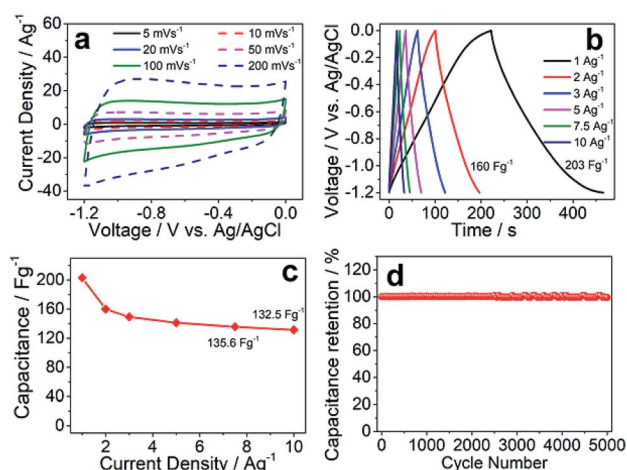 a
5 mVs⁻¹ 10 mVs⁻¹
20 mVs⁻¹ 50 mVs⁻¹
100 mVs⁻¹ 200 mVs⁻¹
Current Density / Ag⁻¹
60
40
20
0
-20
-40
-1.2 -0.8 -0.4 0.0
Voltage / V vs. Ag/AgCl
b
1 Ag⁻¹
2 Ag⁻¹
3 Ag⁻¹
5 Ag⁻¹
7.5 Ag⁻¹
10 Ag⁻¹
160 Fg⁻¹ 203 Fg⁻¹
Voltage / V vs. Ag/AgCl
0.0
-0.2
-0.4
-0.6
-0.8
-1.0
-1.2
0 100 200 300 400
Time / s
c
132.5 Fg⁻¹
135.6 Fg⁻¹
Capacitance / Fg⁻¹
240
200
160
120
80
40
0
2 4 6 8 10
Current Density / Ag⁻¹
d
Capacitance retention / %
120
100
80
60
40
20
0
0 1000 2000 3000 4000 5000
Cycle Number